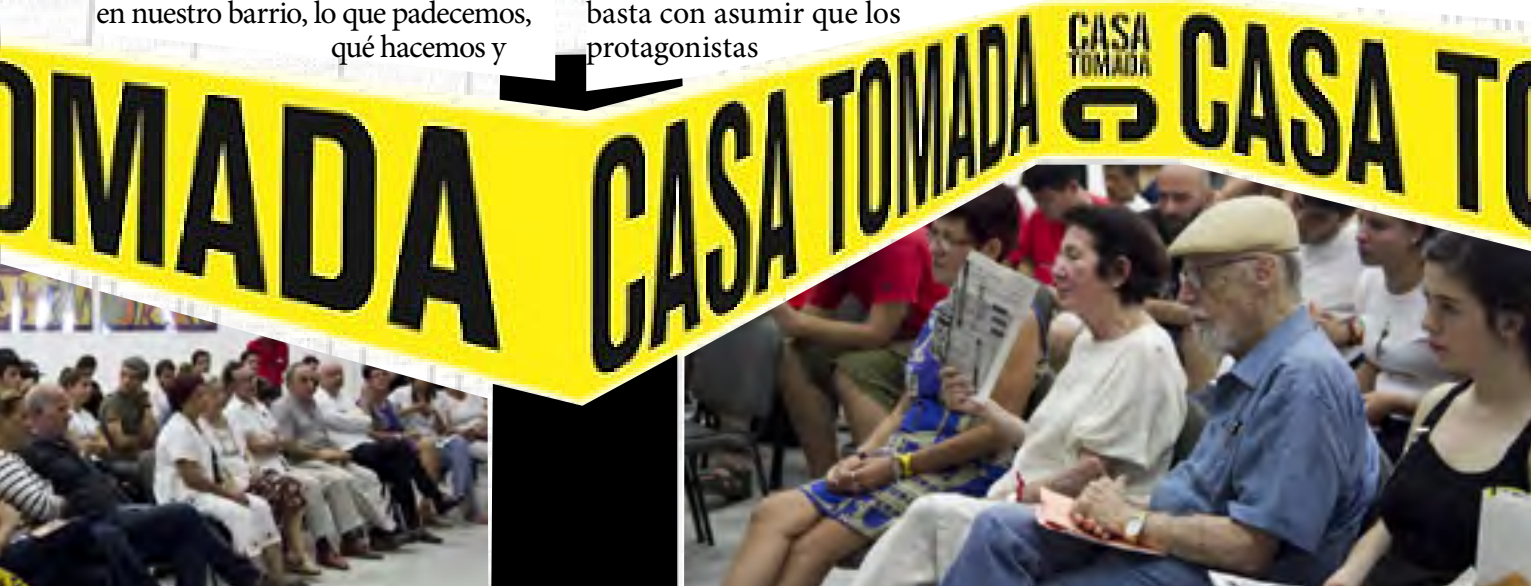 en nuestro barrio, lo que padecemos,
qué hacemos y
basta con asumir que los
protagonistas
OMADA
CASA TOMADA
CASA
TOMADA
C
CASA TO